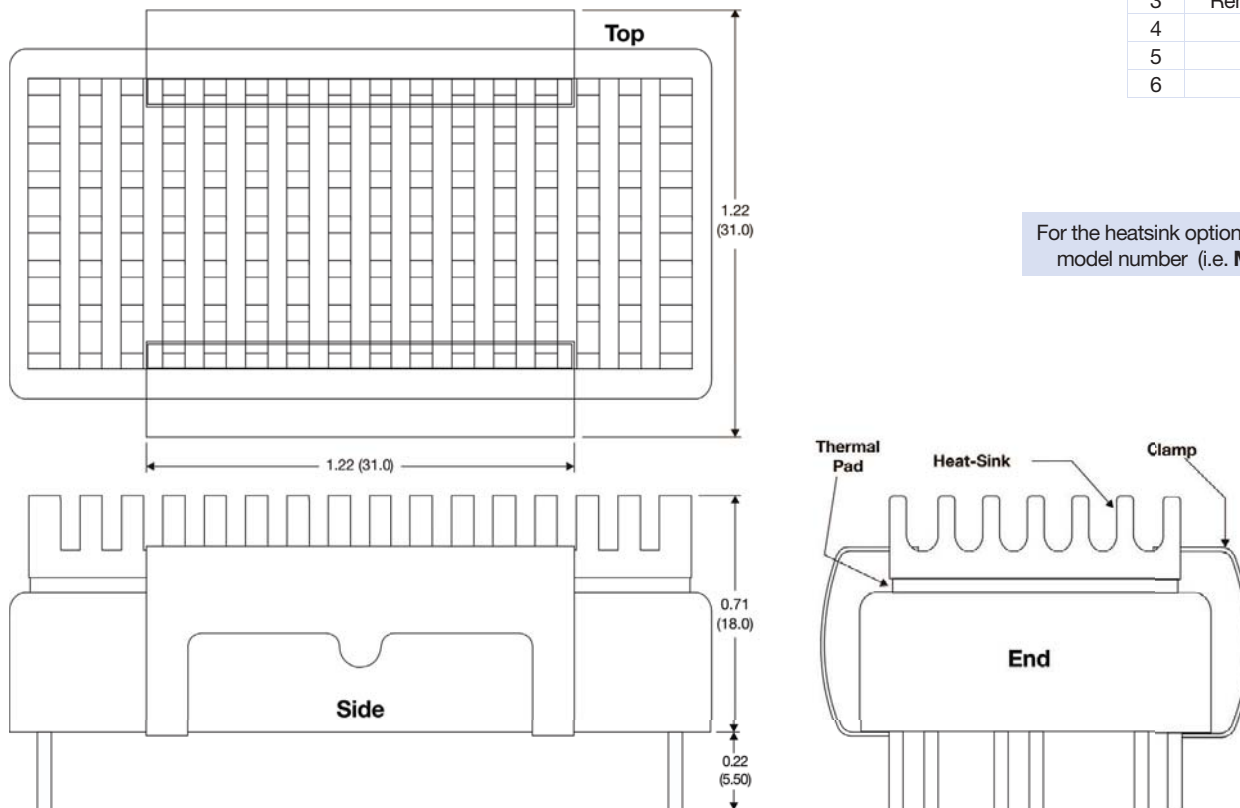 3
4
5
6
Top
1.22
(31.0)
For the heatsink option
model number (i.e.
1.22 (31.0)
Thermal
Pad
Heat-Sink
Clamp
0.71
(18.0)
End
Side
0.22
(5.50)